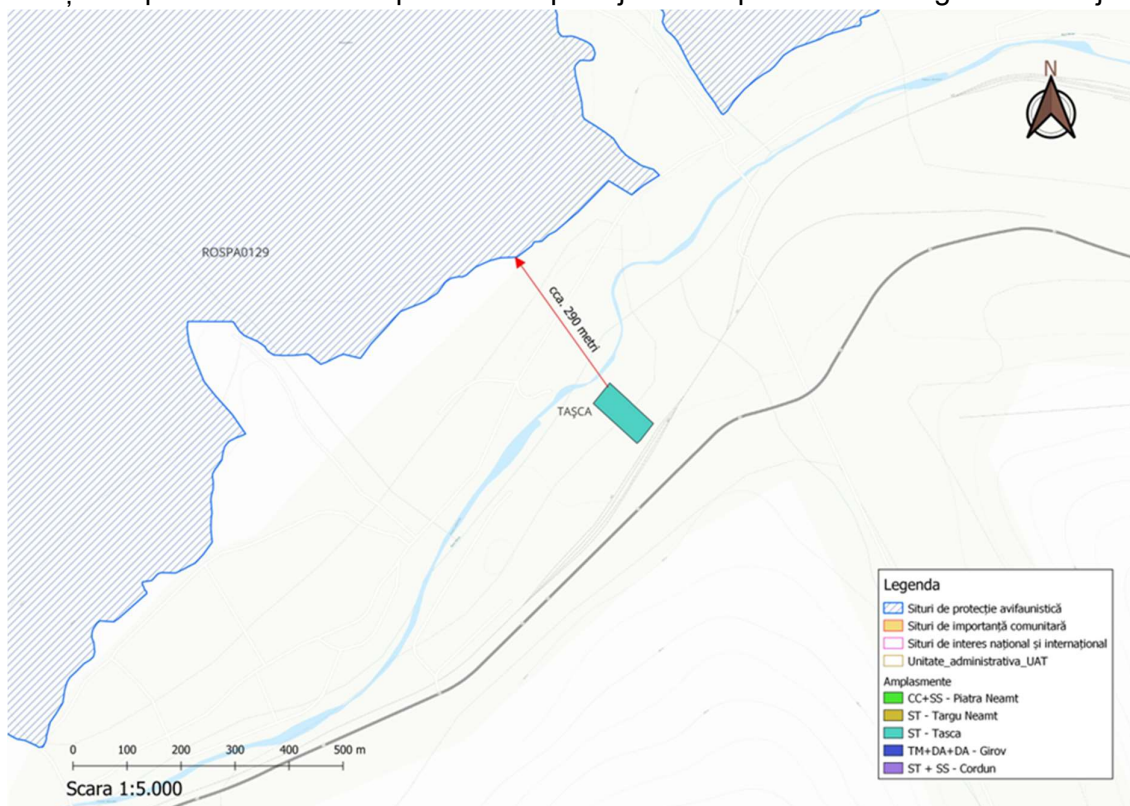 N
ROSPA0129
cca. 290 metri
TAȘCA
Legenda
Situri de protecție avifaunistică
Situri de importanță comunitară
Situri de interes național și internațional
Unitate_administrativa_UAT
Amplasmente
CC+SS - Piatra Neamt
ST - Targu Neamt
ST - Tasca
TM+DA+DA - Girov
ST + SS - Cordun
0 100 200 300 400 500 m
Scara 1:5.000